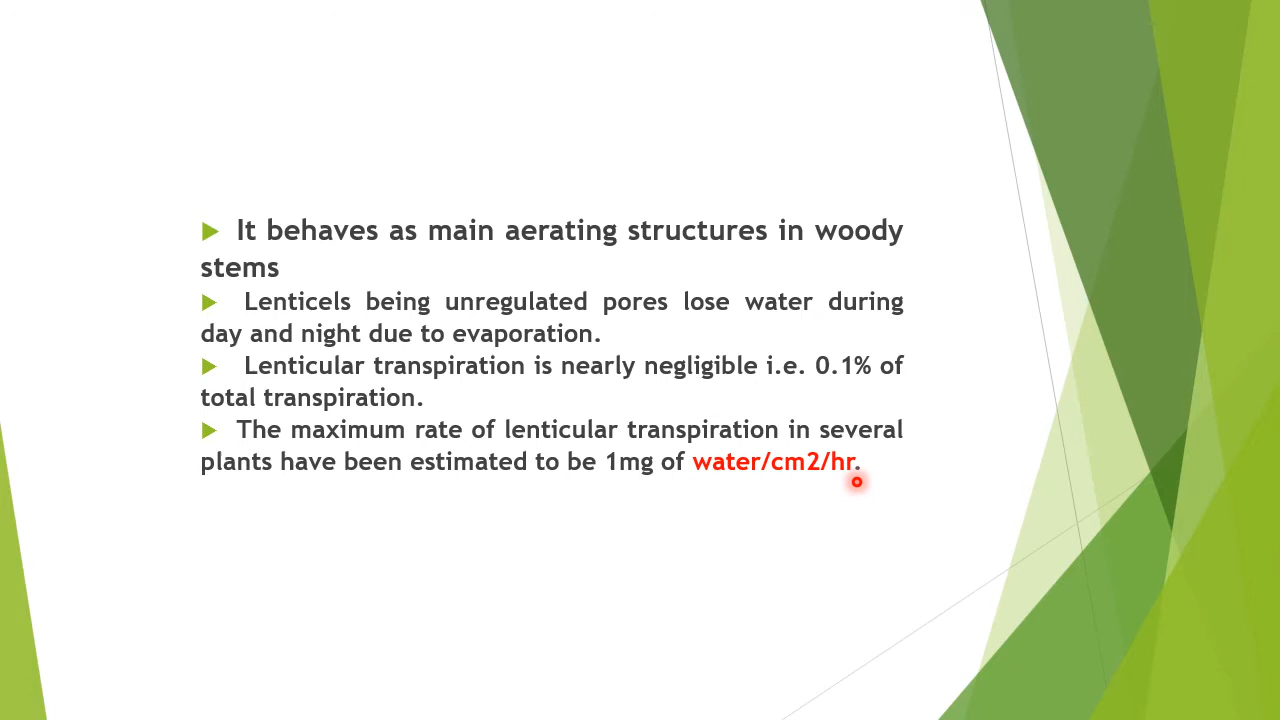 It behaves as main aerating structures in woody
stems
Lenticels being unregulated pores lose water during
day and night due to evaporation.
Lenticular transpiration is nearly negligible i.e. 0.1% of
total transpiration.
The maximum rate of lenticular transpiration in several
plants have been estimated to be 1mg of water/cm2/hr.